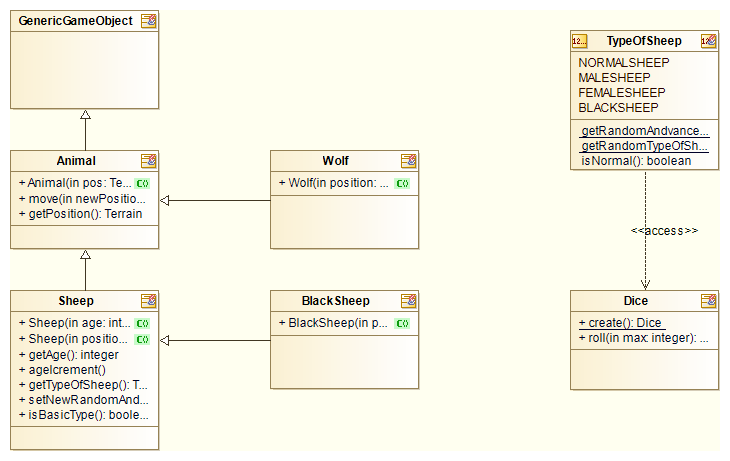 GenericGameObject
Animal
+ Animal(in pos: Te...
+ move(in newPositio...
+ getPosition(): Terrain
Wolf
+ Wolf(in position: ...
Sheep
+ Sheep(in age: int...
+ Sheep(in positio...
+ getAge(): integer
+ ageIcrement()
+ getTypeOfSheep(): T...
+ setNewRandomAnd...
+ isBasicType(): boole...
BlackSheep
+ BlackSheep(in p...
TypeOfSheep
NORMALSHEEP
MALESHEEP
FEMALESHEEP
BLACKSHEEP
getRandomAndvance...
getRandomTypeOfSh...
isNormal(): boolean
<<access>>
Dice
+ create(): Dice
+ roll(in max: integer): ...